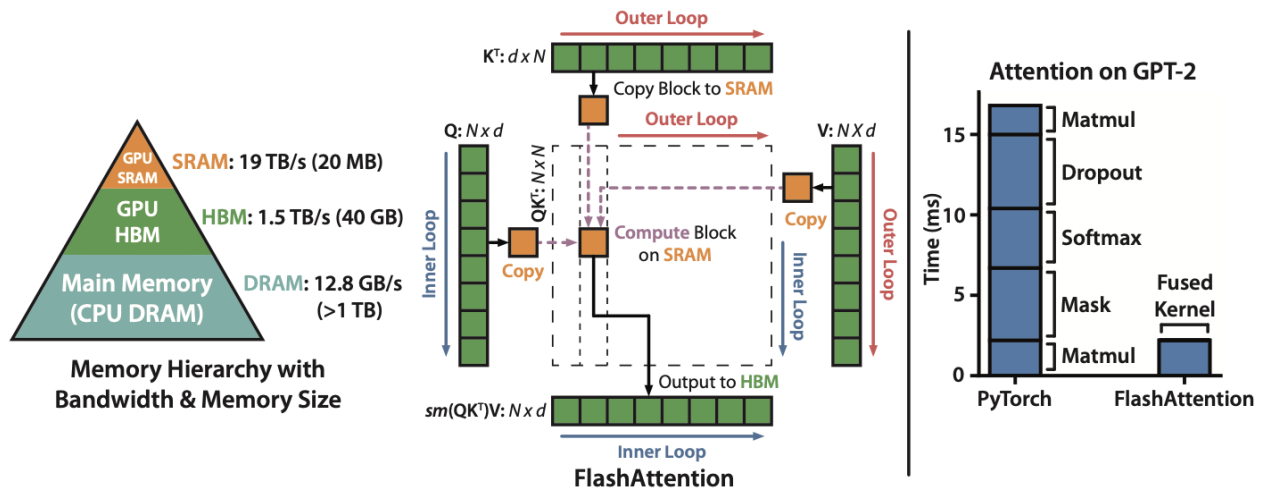 GPU
SRAM
SRAM: 19 TB/s (20 MB)
GPU
HBM
HBM: 1.5 TB/s (40 GB)
Main Memory
(CPU DRAM)
DRAM: 12.8 GB/s
(>1 TB)
Memory Hierarchy with
Bandwidth & Memory Size
Outer Loop
Kᵀ: d x N
Copy Block to SRAM
Outer Loop
Q: N x d
V: N X d
QKᵀ: N x N
Inner Loop
Copy
Compute Block
on SRAM
Copy
Inner Loop
Outer Loop
Output to HBM
sm(QKᵀ)V: N x d
Inner Loop
FlashAttention
Attention on GPT-2
Time (ms)
15
10
5
0
Matmul
Dropout
Softmax
Mask
Matmul
Fused
Kernel
PyTorch
FlashAttention